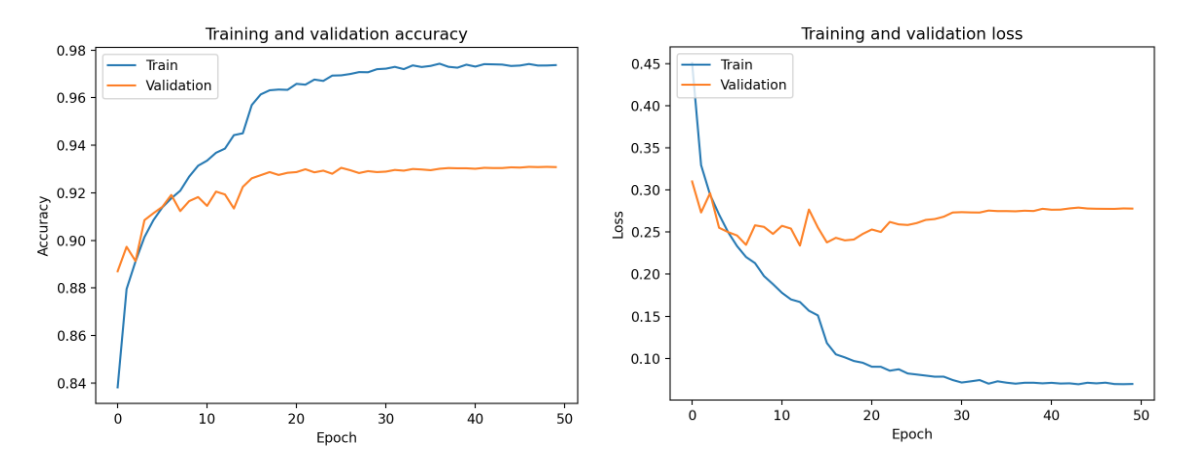 Training and validation accuracy
Train
Validation
0.98
0.96
0.94
0.92
0.90
0.88
0.86
0.84
Accuracy
0 10 20 30 40 50
Epoch
Training and validation loss
Train
Validation
0.45
0.40
0.35
0.30
0.25
0.20
0.15
0.10
Loss
0 10 20 30 40 50
Epoch